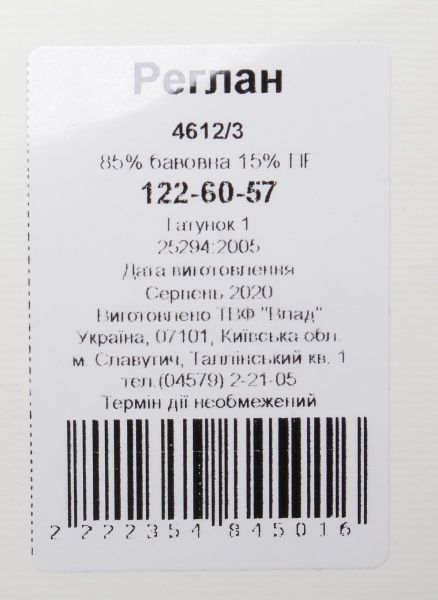 Реглан
4612/3
85% бавовна 15% ПЕ
122-60-57
Гатунок 1
25294:2005
Дата виготовлення
Серпень 2020
Виготовлено ТВФ "Влад"
Україна, 07101, Київська обл.
м. Славутич, Таллінський кв. 1
тел.(04579) 2-21-05
Термін дії необмежений
2 222354 845016